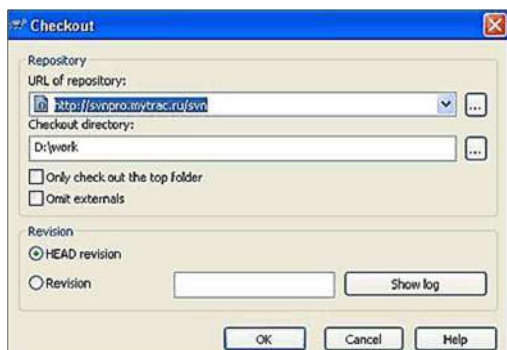 Checkout
Repository
URL of repository:
http://svnpro.mytrac.ru/svn
...
Checkout directory:
D:\work
...
Only check out the top folder
Omit externals
Revision
HEAD revision
Revision
Show log
OK
Cancel
Help